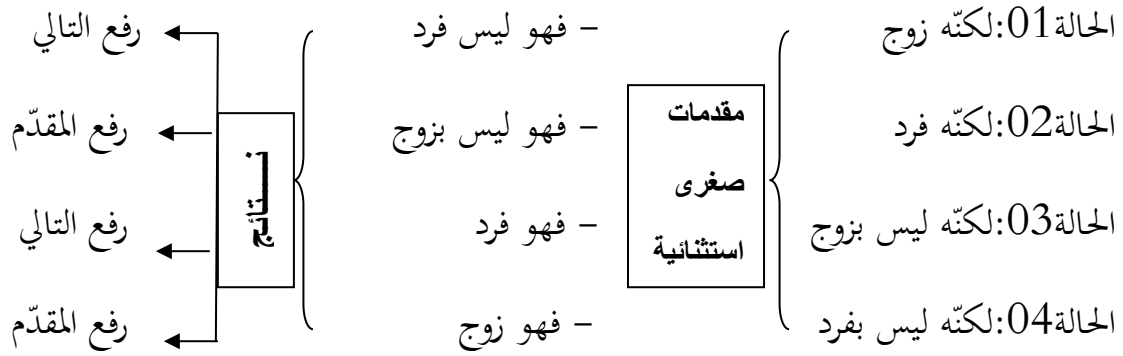 الحالة01:لكنّه زوج – فهو ليس فرد رفع التالي
الحالة02:لكنّه فرد – فهو ليس بزوج رفع المقدّم
الحالة03:لكنّه ليس بزوج – فهو فرد رفع التالي
الحالة04:لكنّه ليس بفرد – فهو زوج رفع المقدّم
مقدمات
صغرى
استثنائية
نــــتائج